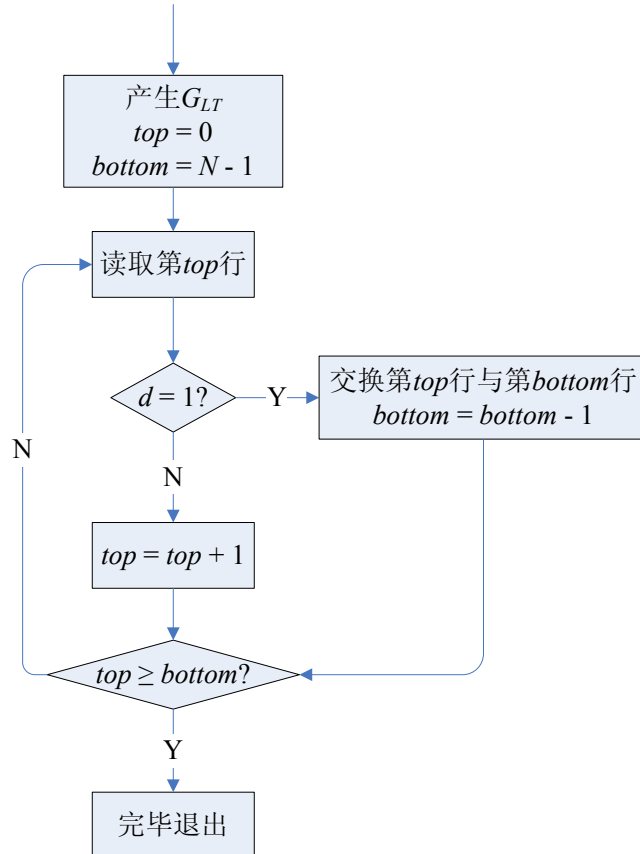 产生G_{LT}
top = 0
bottom = N - 1
读取第top行
d = 1?
Y
交换第top行与第bottom行
bottom = bottom - 1
N
N
top = top + 1
top ≥ bottom?
Y
完毕退出